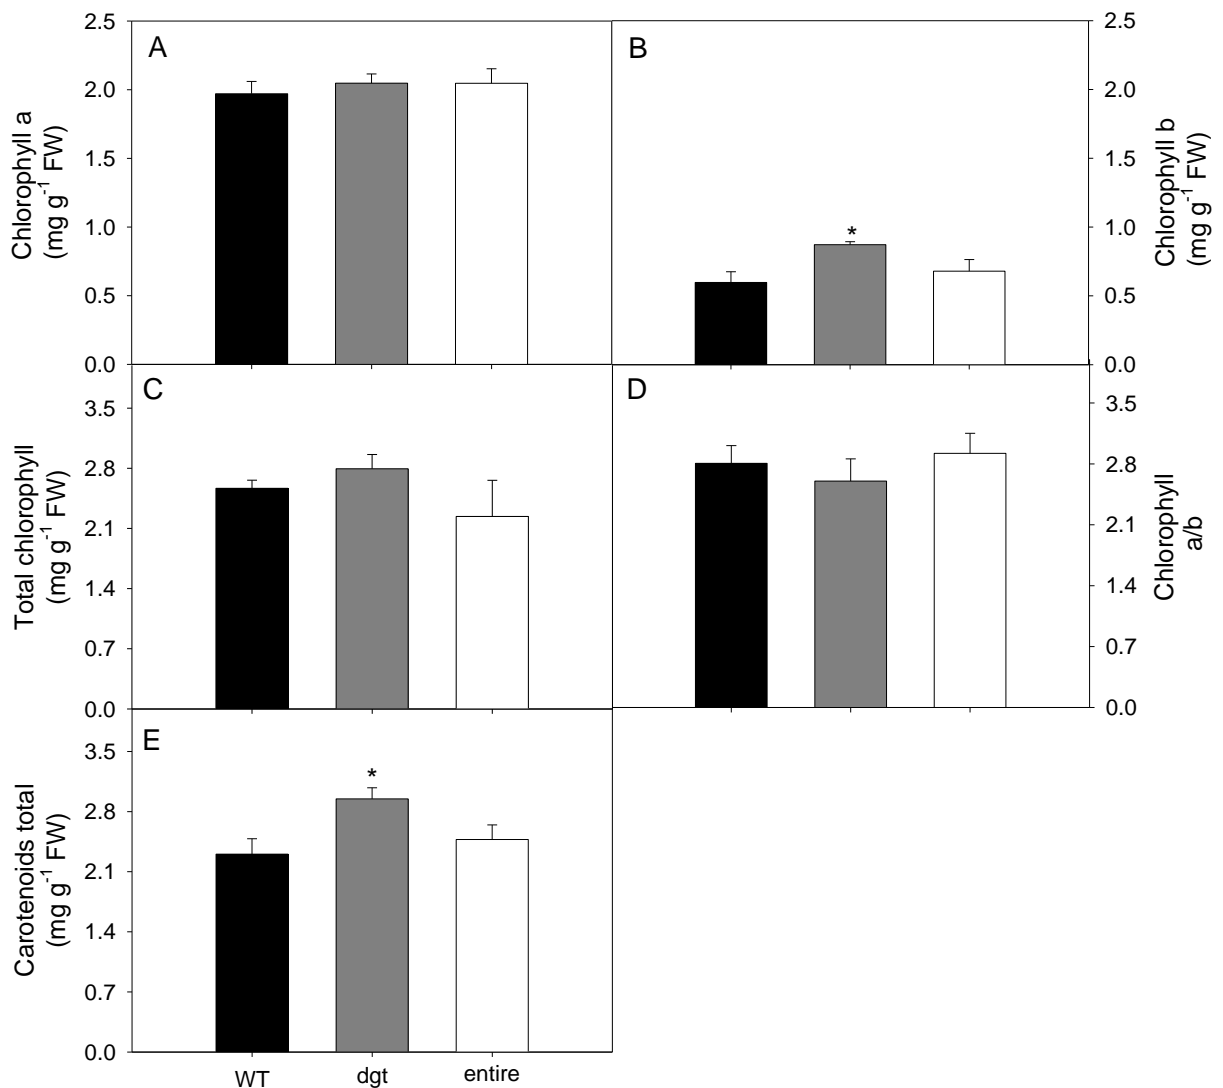 A
2.5
2.0
1.5
1.0
0.5
0.0
Chlorophyll a
(mg g⁻¹ FW)
B
*
2.5
2.0
1.5
1.0
0.5
0.0
Chlorophyll b
(mg g⁻¹ FW)
C
3.5
2.8
2.1
1.4
0.7
0.0
Total chlorophyll
(mg g⁻¹ FW)
D
3.5
2.8
2.1
1.4
0.7
0.0
Chlorophyll
a/b
E
*
3.5
2.8
2.1
1.4
0.7
0.0
Carotenoids total
(mg g⁻¹ FW)
WT dgt entire